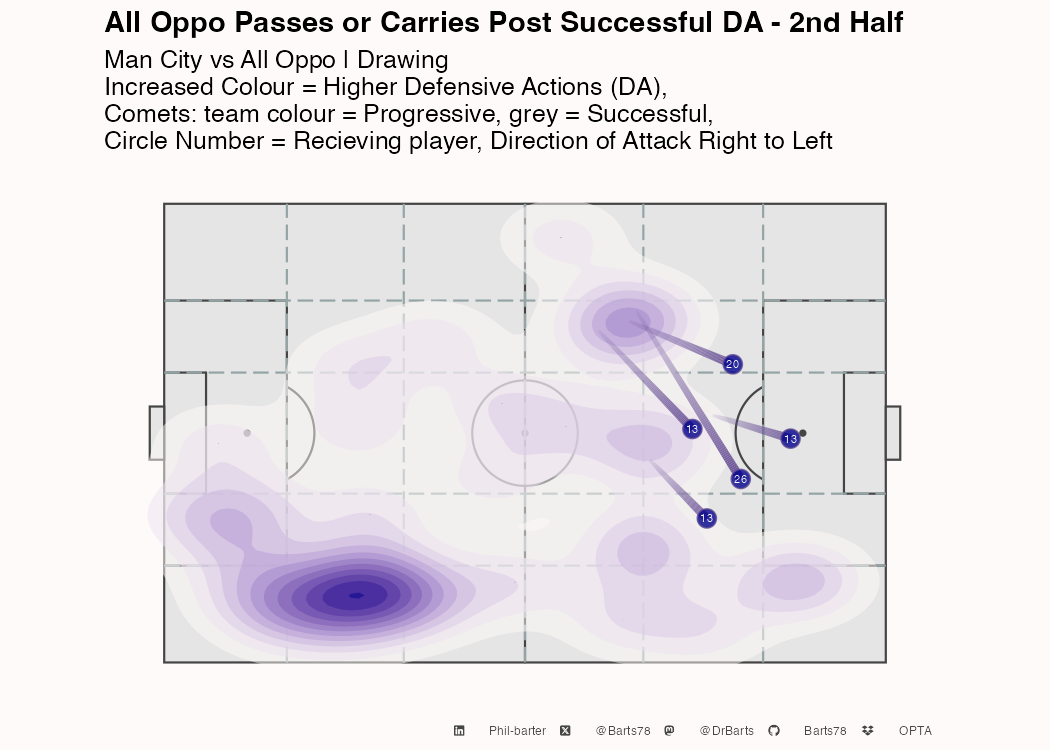 All Oppo Passes or Carries Post Successful DA - 2nd Half
Man City vs All Oppo | Drawing
Increased Colour = Higher Defensive Actions (DA),
Comets: team colour = Progressive, grey = Successful,
Circle Number = Recieving player, Direction of Attack Right to Left
20
13
13
26
13
Phil-barter @Barts78 @DrBarts Barts78 OPTA